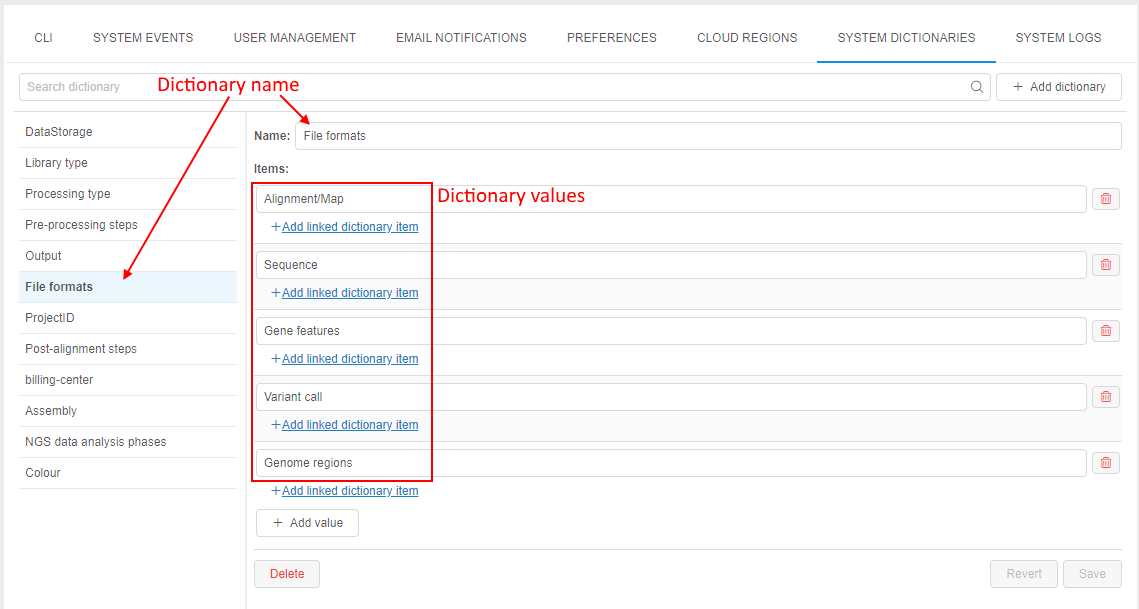 CLI SYSTEM EVENTS USER MANAGEMENT EMAIL NOTIFICATIONS PREFERENCES CLOUD REGIONS SYSTEM DICTIONARIES SYSTEM LOGS
Search dictionary Dictionary name + Add dictionary
DataStorage
Library type
Processing type
Pre-processing steps
Output
File formats
ProjectID
Post-alignment steps
billing-center
Assembly
NGS data analysis phases
Colour
Name: File formats
Items:
Alignment/Map Dictionary values
+Add linked dictionary item
Sequence
+Add linked dictionary item
Gene features
+Add linked dictionary item
Variant call
+Add linked dictionary item
Genome regions
+Add linked dictionary item
+ Add value
Delete Revert Save